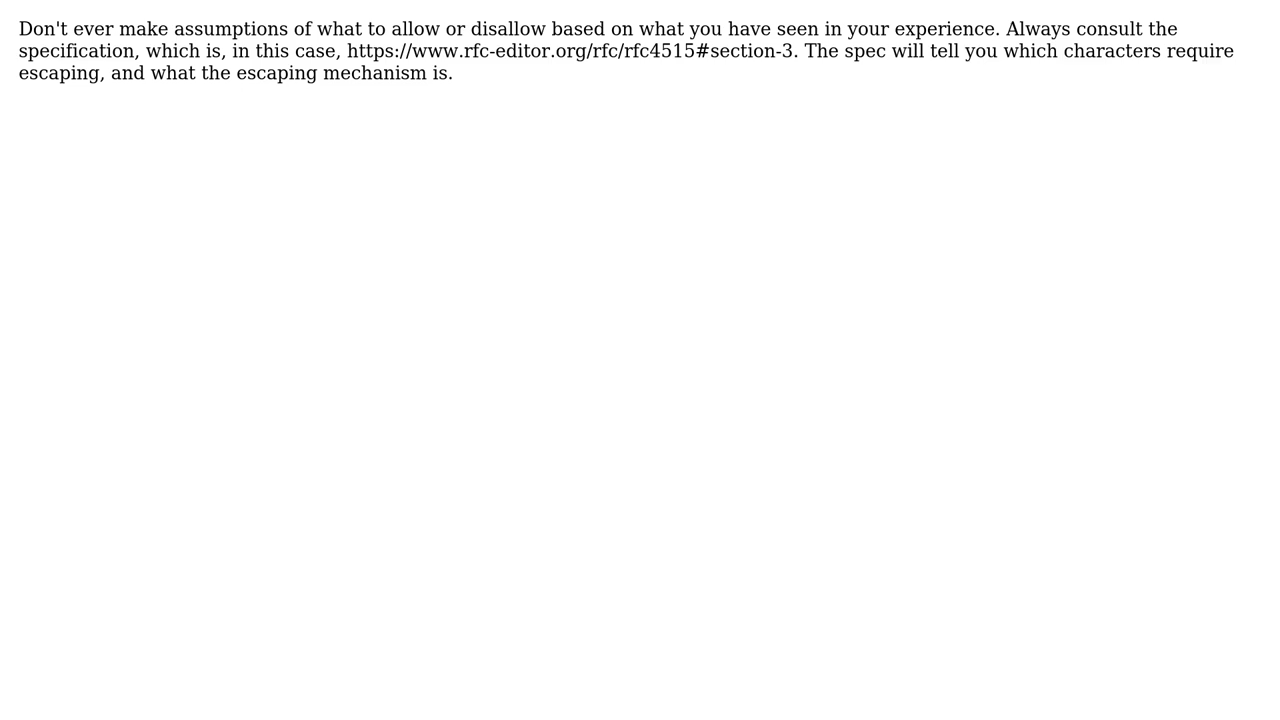 Don't ever make assumptions of what to allow or disallow based on what you have seen in your experience. Always consult the
specification, which is, in this case, https://www.rfc-editor.org/rfc/rfc4515#section-3. The spec will tell you which characters require
escaping, and what the escaping mechanism is.